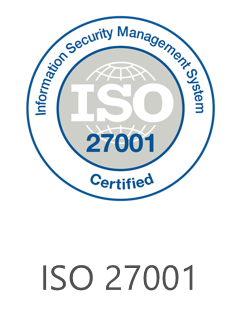 Information Security Management System
ISO
27001
Certified
ISO 27001